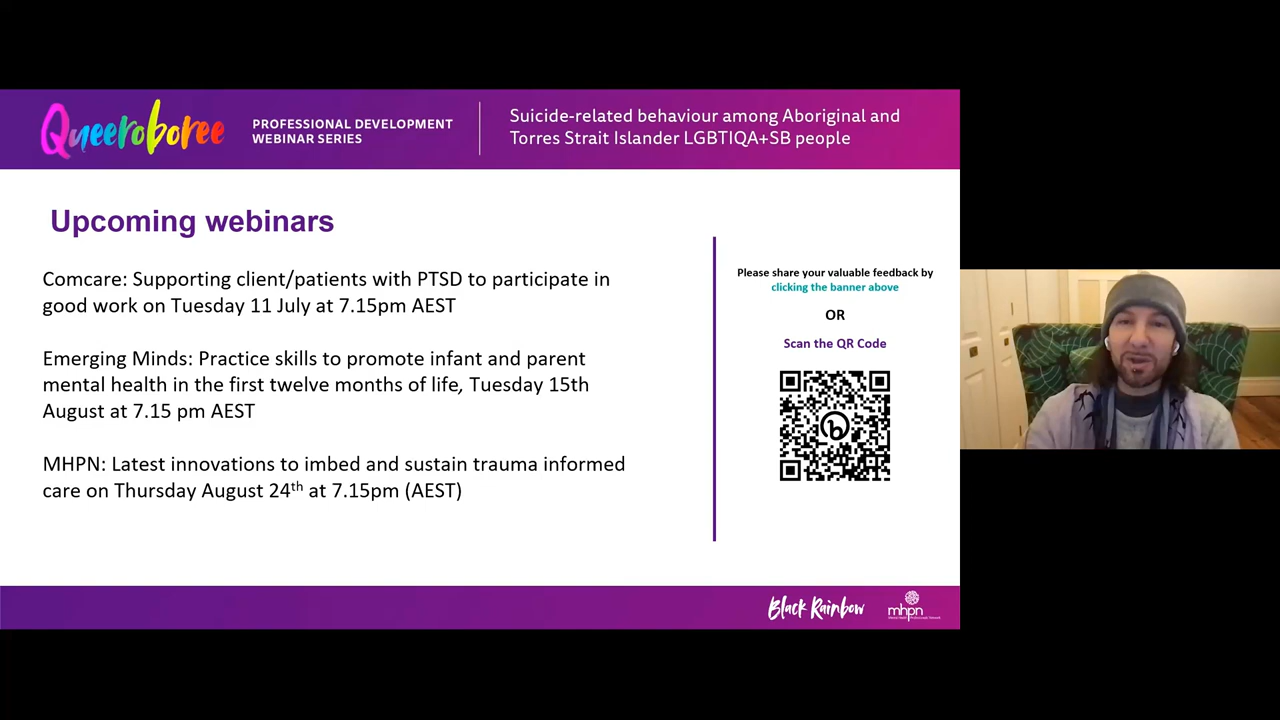 Queeroboree
PROFESSIONAL DEVELOPMENT
WEBINAR SERIES
Suicide-related behaviour among Aboriginal and
Torres Strait Islander LGBTIQA+SB people
Upcoming webinars
Comcare: Supporting client/patients with PTSD to participate in
good work on Tuesday 11 July at 7.15pm AEST
Emerging Minds: Practice skills to promote infant and parent
mental health in the first twelve months of life, Tuesday 15th
August at 7.15 pm AEST
MHPN: Latest innovations to imbed and sustain trauma informed
care on Thursday August 24th at 7.15pm (AEST)
Please share your valuable feedback by
clicking the banner above
OR
Scan the QR Code
b
Black Rainbow
mhpn